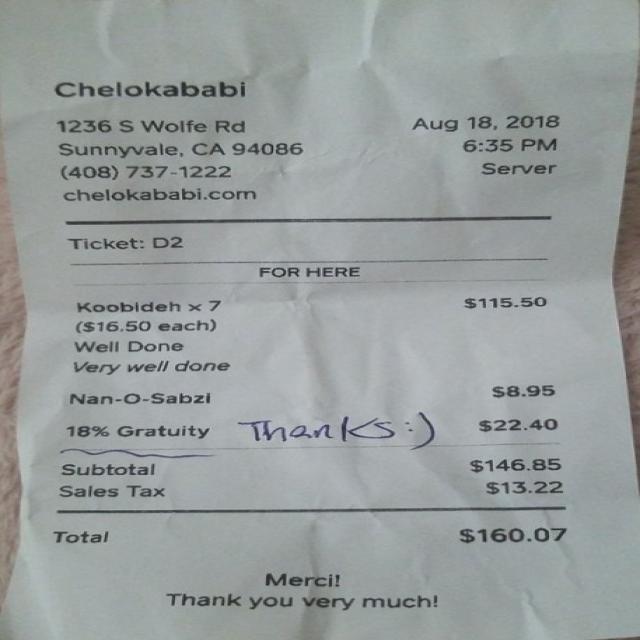 Chelokababi
1236 S Wolfe Rd Aug 18, 2018
Sunnyvale, CA 94086 6:35 PM
(408) 737-1222 Server
chelokababi.com
Ticket: D2
FOR HERE
Koobideh x 7 $115.50
($16.50 each)
Well Done
Very well done
Nan-O-Sabzi $8.95
18% Gratuity Thanks :) $22.40
Subtotal $146.85
Sales Tax $13.22
Total $160.07
Merci!
Thank you very much!